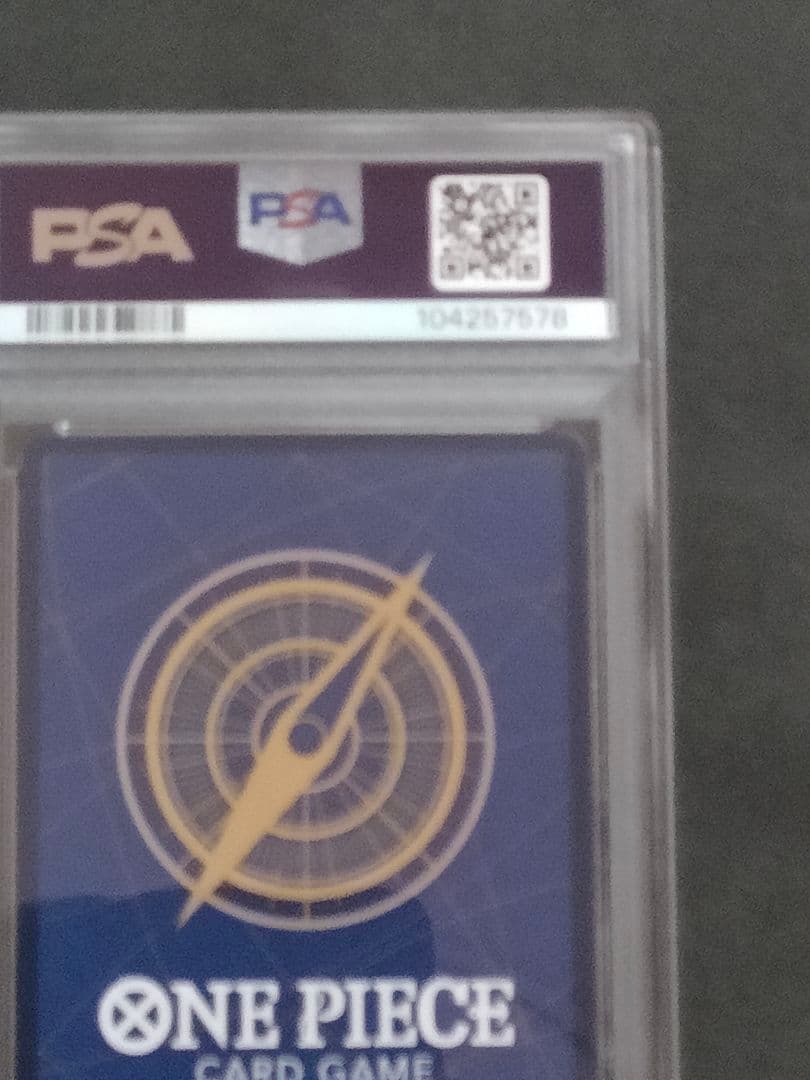 PSA PSA
104257578
ONE PIECE
CARD GAME